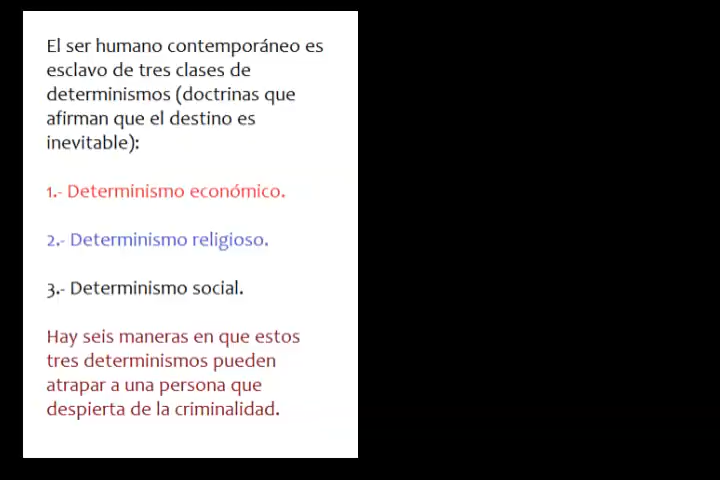 El ser humano contemporáneo es
esclavo de tres clases de
determinismos (doctrinas que
afirman que el destino es
inevitable):
1.- Determinismo económico.
2.- Determinismo religioso.
3.- Determinismo social.
Hay seis maneras en que estos
tres determinismos pueden
atrapar a una persona que
despierta de la criminalidad.